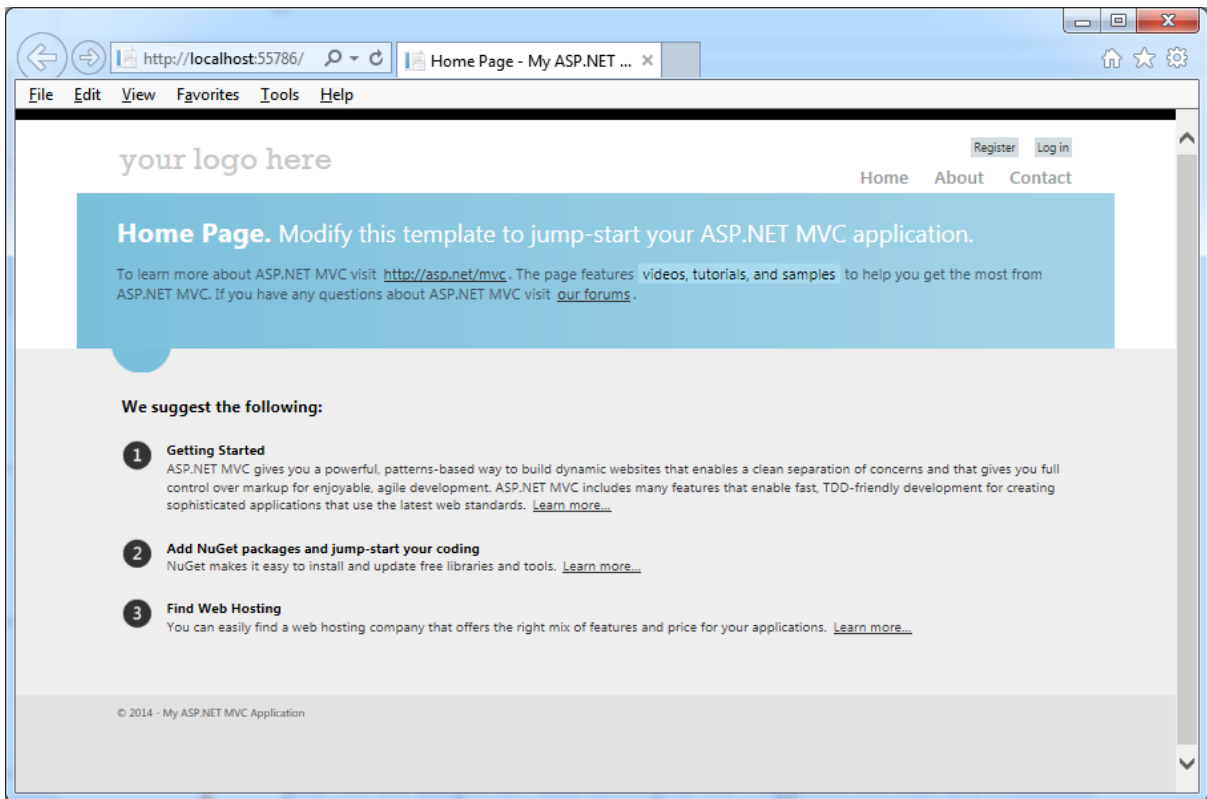 http://localhost:55786/
Home Page - My ASP.NET ...
File Edit View Favorites Tools Help
your logo here
Register Log in
Home About Contact
Home Page. Modify this template to jump-start your ASP.NET MVC application.
To learn more about ASP.NET MVC visit http://asp.net/mvc. The page features videos, tutorials, and samples to help you get the most from
ASP.NET MVC. If you have any questions about ASP.NET MVC visit our forums.
We suggest the following:
1 Getting Started
ASP.NET MVC gives you a powerful, patterns-based way to build dynamic websites that enables a clean separation of concerns and that gives you full
control over markup for enjoyable, agile development. ASP.NET MVC includes many features that enable fast, TDD-friendly development for creating
sophisticated applications that use the latest web standards. Learn more...
2 Add NuGet packages and jump-start your coding
NuGet makes it easy to install and update free libraries and tools. Learn more...
3 Find Web Hosting
You can easily find a web hosting company that offers the right mix of features and price for your applications. Learn more...
© 2014 - My ASP.NET MVC Application